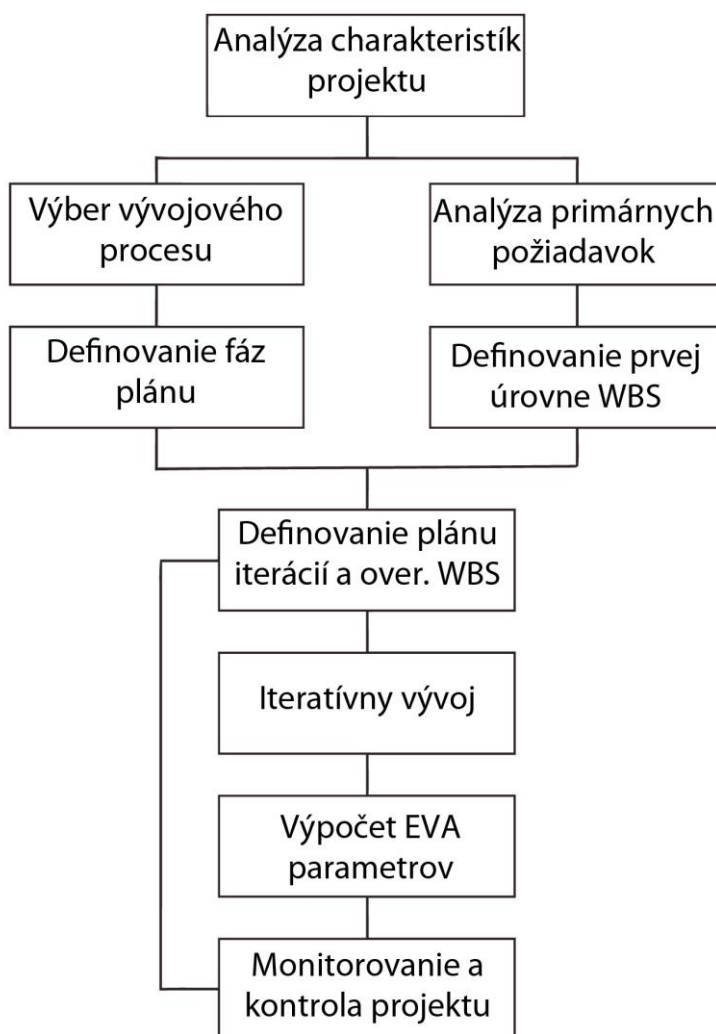 Analýza charakteristík
projektu
Výber vývojového
procesu
Analýza primárnych
požiadavok
Definovanie fáz
plánu
Definovanie prvej
úrovne WBS
Definovanie plánu
iterácií a over. WBS
Iteratívny vývoj
Výpočet EVA
parametrov
Monitorovanie a
kontrola projektu